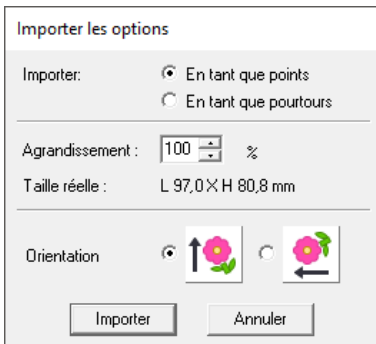 Importer les options
Importer: En tant que points
En tant que pourtours
Agrandissement : 100 %
Taille réelle : L 97,0 X H 80,8 mm
Orientation
Importer Annuler